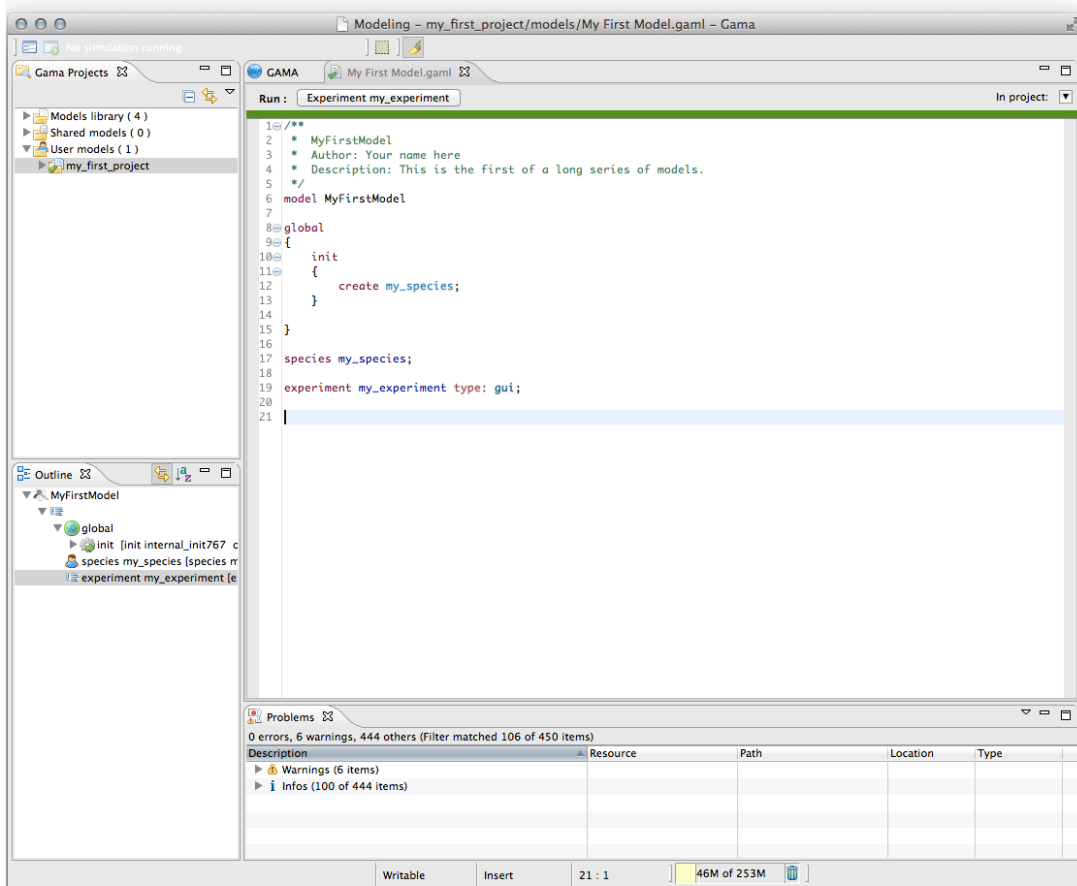 Modeling – my_first_project/models/My First Model.gaml – Gama
No simulation running
Gama Projects
Models library ( 4 )
Shared models ( 0 )
User models ( 1 )
my_first_project
GAMA
My First Model.gaml
Run :
Experiment my_experiment
In project:
1 /**
2  *  MyFirstModel
3  *  Author: Your name here
4  *  Description: This is the first of a long series of models.
5  */
6 model MyFirstModel
7
8 global
9 {
10     init
11     {
12         create my_species;
13     }
14
15 }
16
17 species my_species;
18
19 experiment my_experiment type: gui;
20
21
Outline
MyFirstModel
global
init [init internal_init767 c
species my_species [species m
experiment my_experiment [e
Problems
0 errors, 6 warnings, 444 others (Filter matched 106 of 450 items)
Description Resource Path Location Type
Warnings (6 items)
i Infos (100 of 444 items)
Writable Insert 21 : 1 46M of 253M